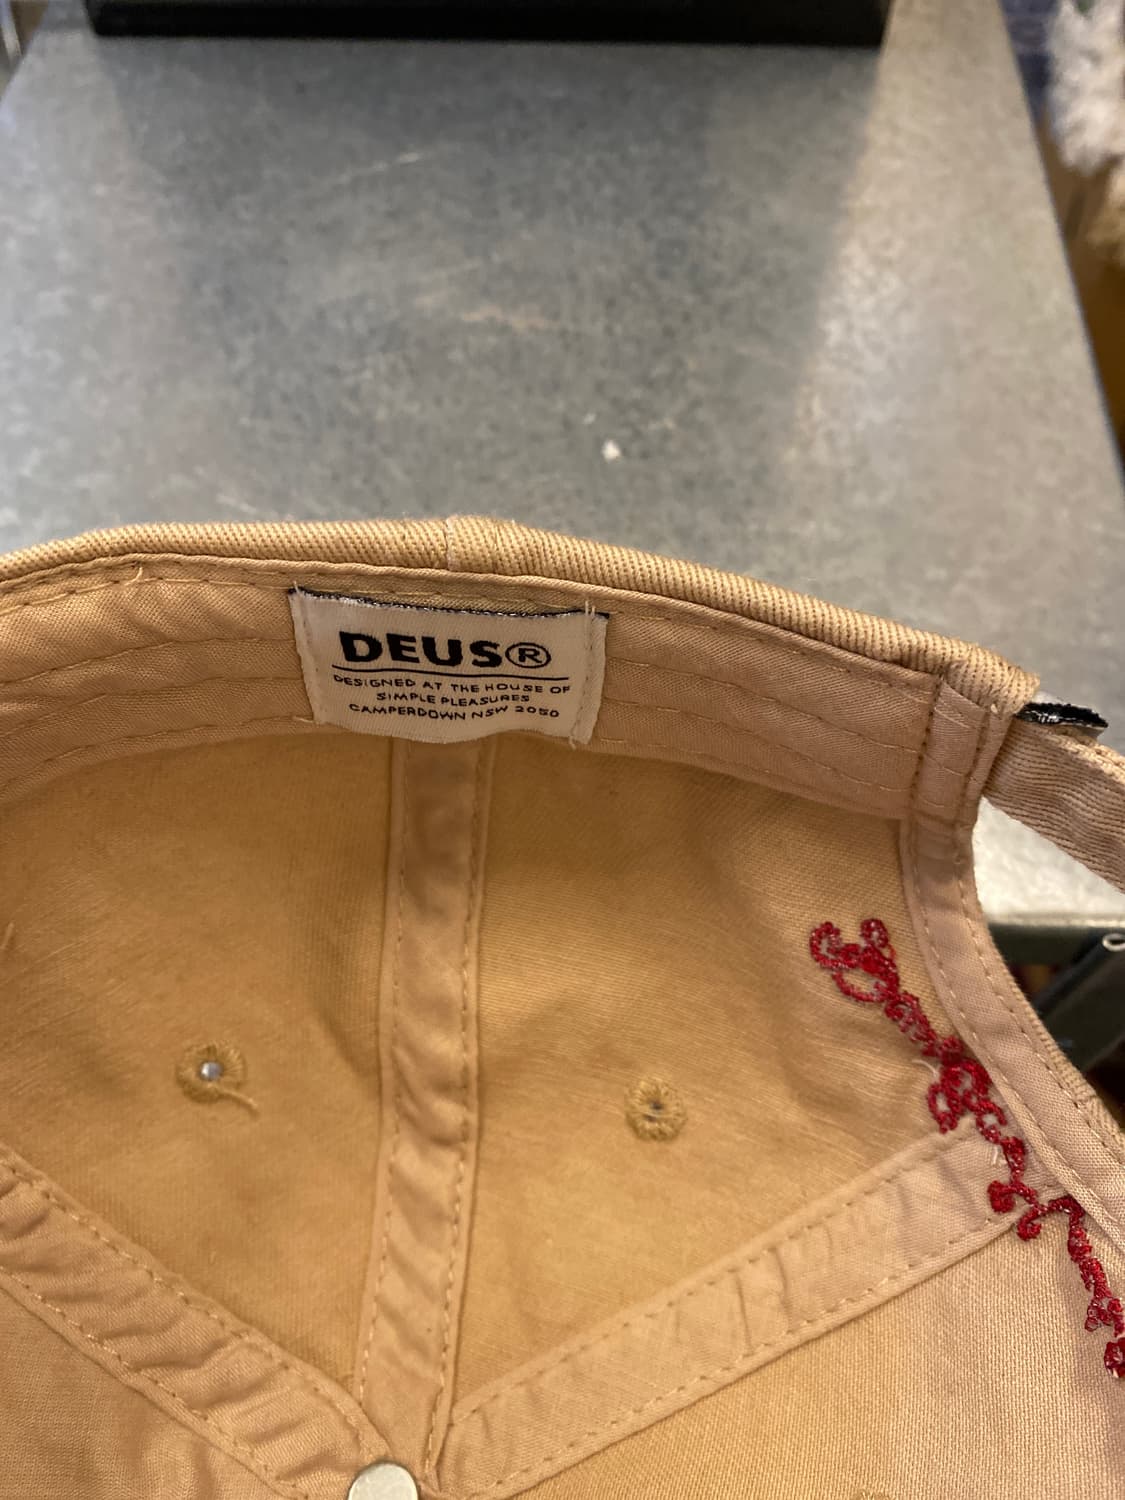 DEUS®
DESIGNED AT THE HOUSE OF
SIMPLE PLEASURES
CAMPERDOWN NSW 2050